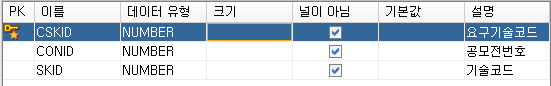 PK 이름 데이터 유형 크기 널이 아님 기본값 설명
CSKID NUMBER 요구기술코드
CONID NUMBER 공모전번호
SKID NUMBER 기술코드